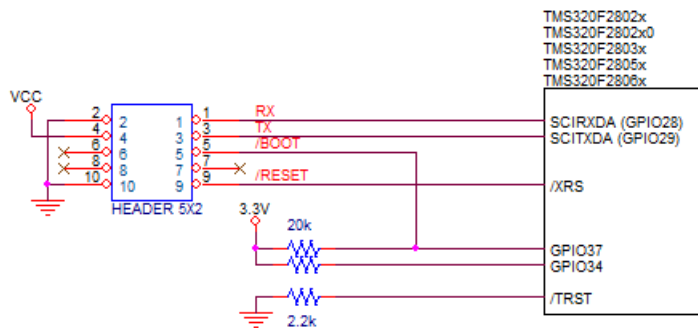 TMS320F2802x
TMS320F2802x0
TMS320F2803x
TMS320F2805x
TMS320F2806x
VCC
2 2 1 1 RX SCIRXDA (GPIO28)
4 4 3 3 TX SCITXDA (GPIO29)
6 6 5 5 /BOOT
8 8 7 7
10 10 9 9 /RESET /XRS
HEADER 5X2
3.3V
20k
GPIO37
GPIO34
/TRST
2.2k